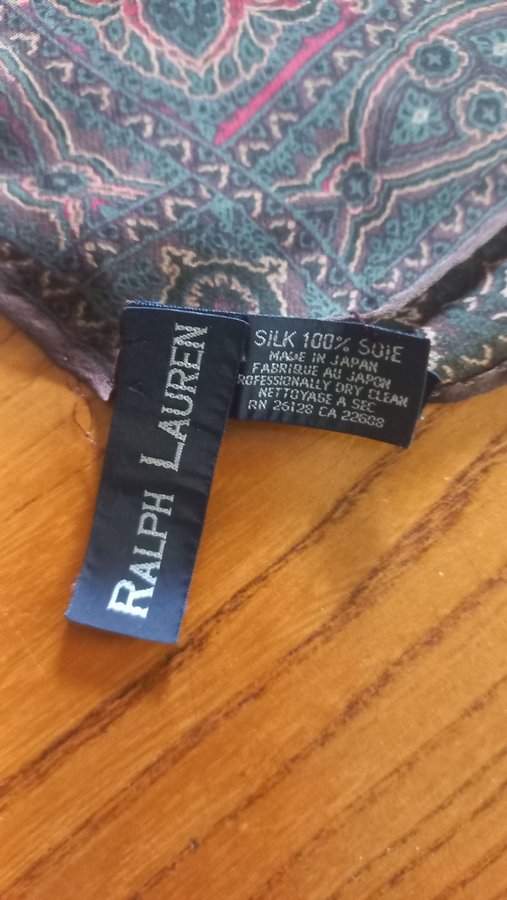 RALPH LAUREN
SILK 100% SOIE
MADE IN JAPAN
FABRIQUE AU JAPON
ROFESSIONALLY DRY CLEAN
NETTOYAGE A SEC
RN 26128 CA 22608